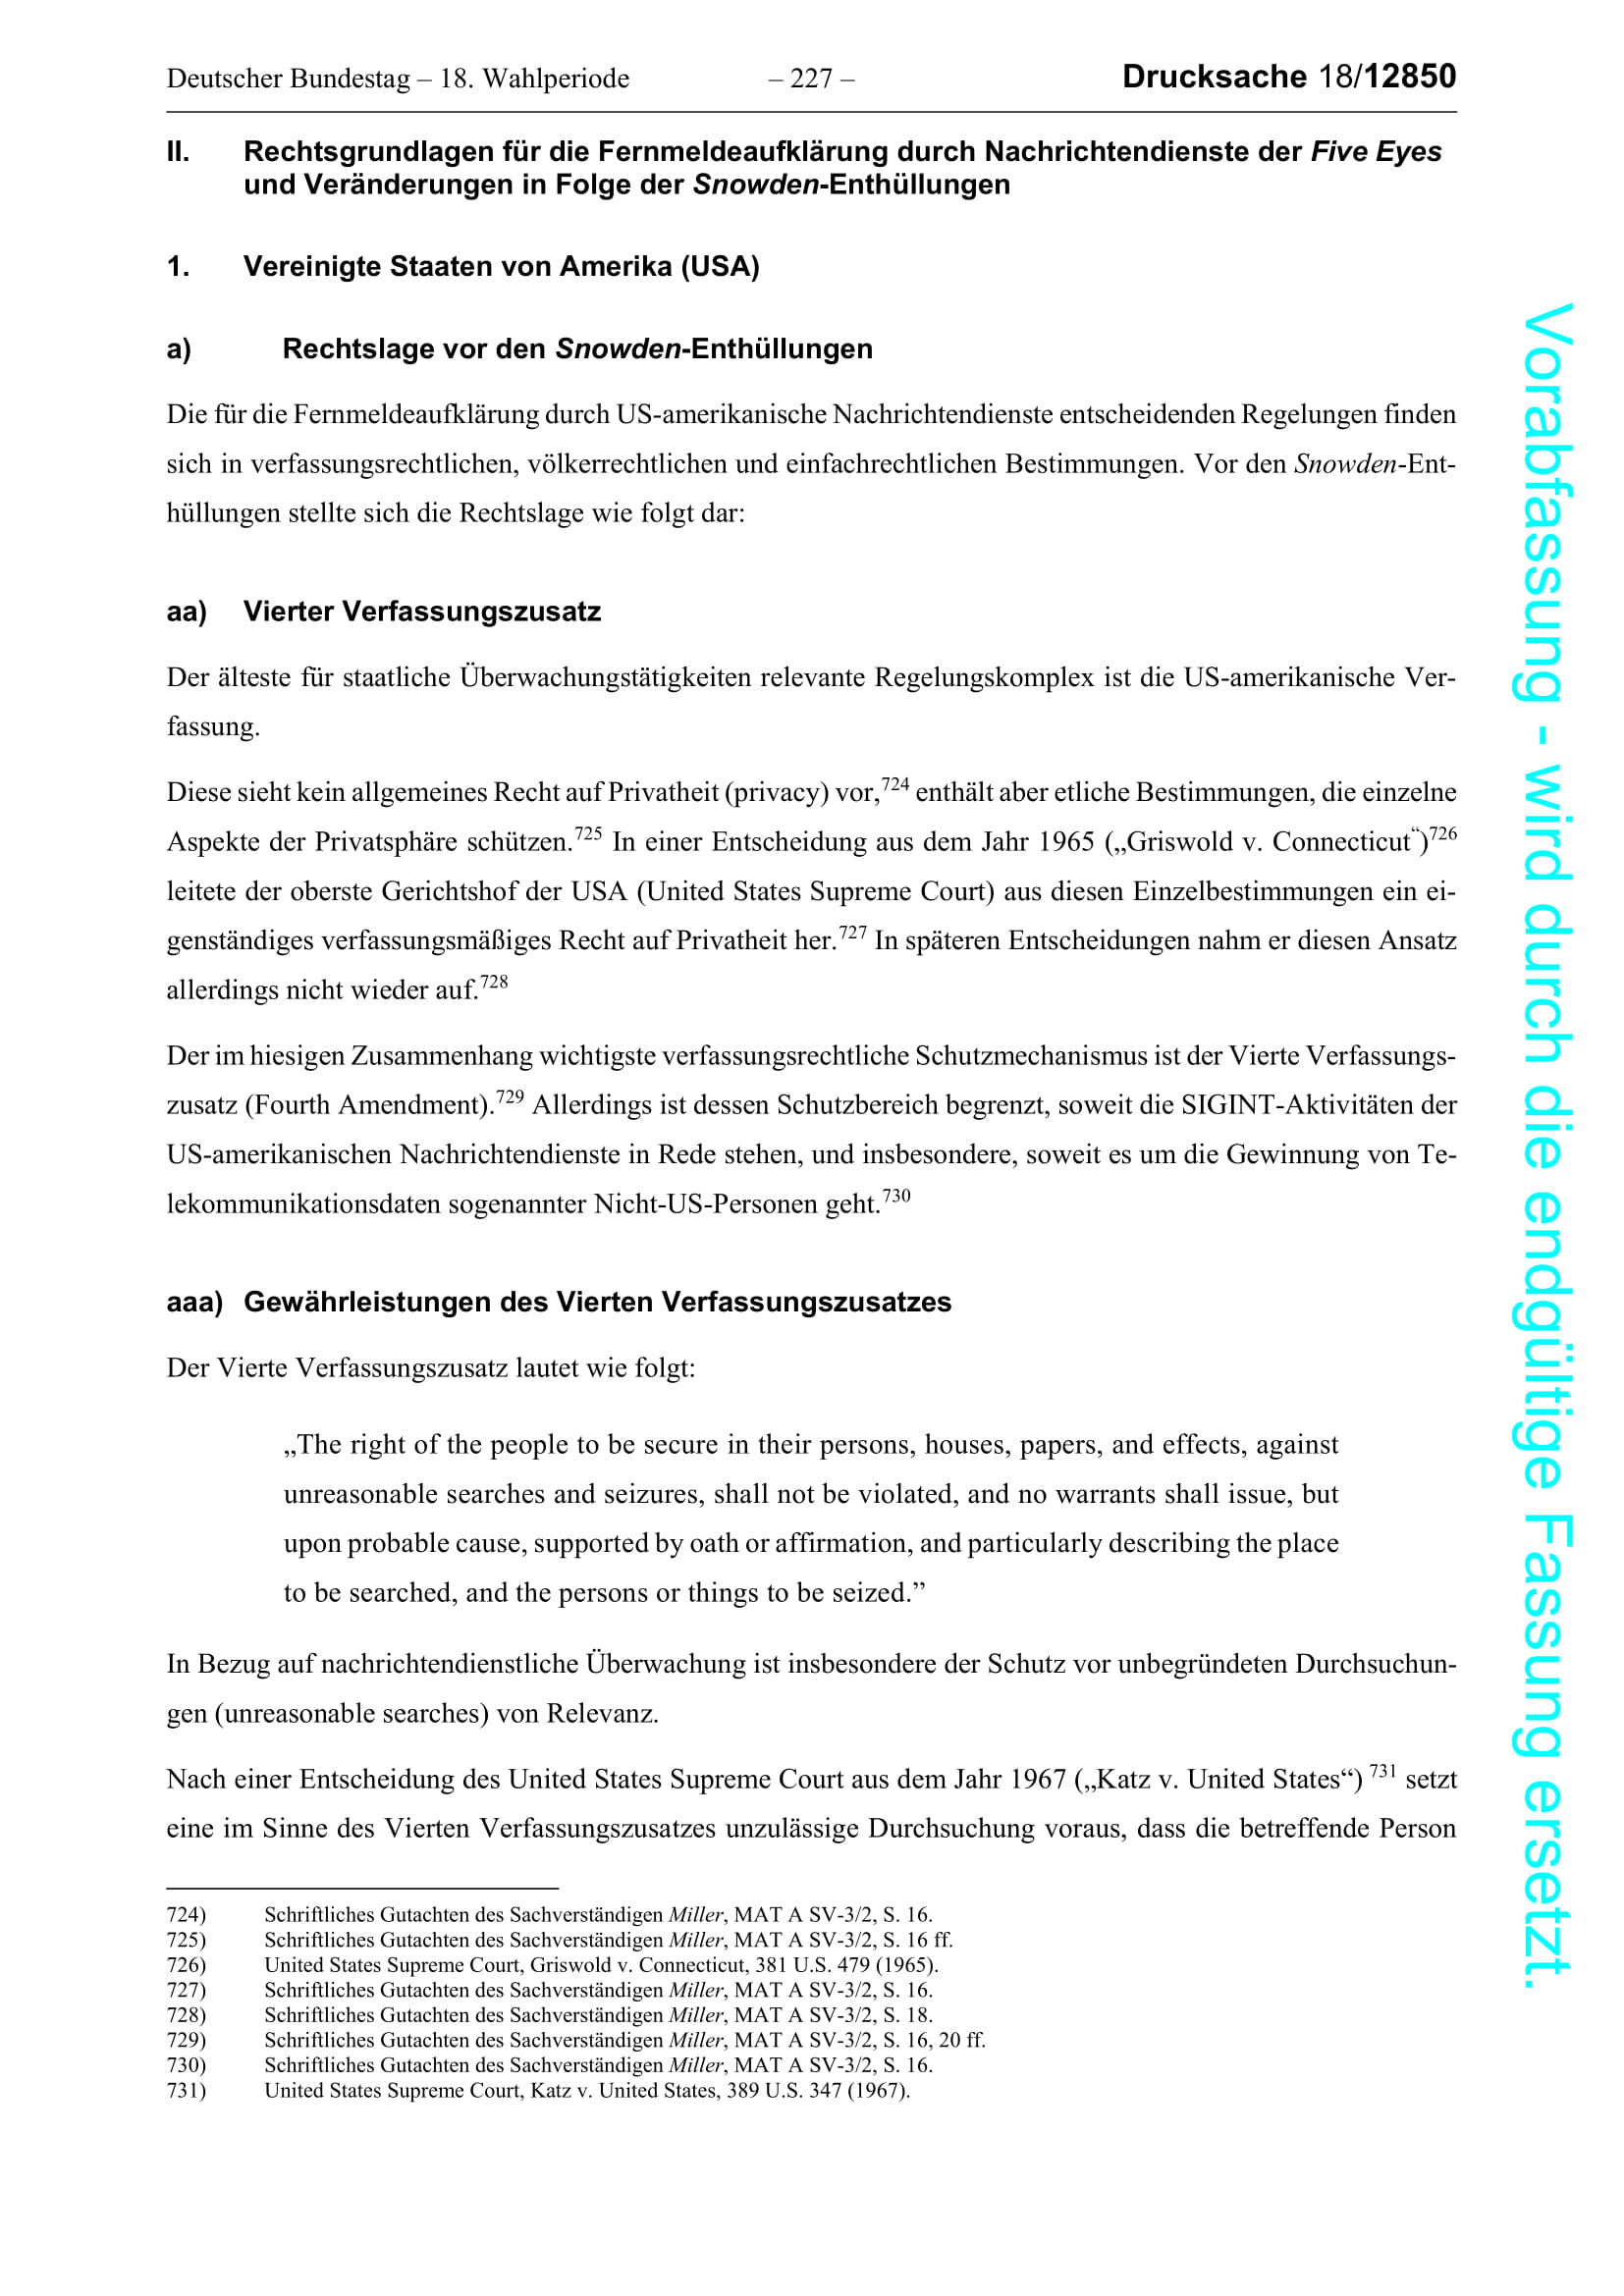 Deutscher Bundestag – 18. Wahlperiode – 227 – Drucksache 18/12850
II. Rechtsgrundlagen für die Fernmeldeaufklärung durch Nachrichtendienste der Five Eyes
und Veränderungen in Folge der Snowden-Enthüllungen
1. Vereinigte Staaten von Amerika (USA)
a) Rechtslage vor den Snowden-Enthüllungen
Die für die Fernmeldeaufklärung durch US-amerikanische Nachrichtendienste entscheidenden Regelungen finden
sich in verfassungsrechtlichen, völkerrechtlichen und einfachrechtlichen Bestimmungen. Vor den Snowden-Ent-
hüllungen stellte sich die Rechtslage wie folgt dar:
aa) Vierter Verfassungszusatz
Der älteste für staatliche Überwachungstätigkeiten relevante Regelungskomplex ist die US-amerikanische Ver-
fassung.
Diese sieht kein allgemeines Recht auf Privatheit (privacy) vor,724 enthält aber etliche Bestimmungen, die einzelne
Aspekte der Privatsphäre schützen.725 In einer Entscheidung aus dem Jahr 1965 („Griswold v. Connecticut“)726
leitete der oberste Gerichtshof der USA (United States Supreme Court) aus diesen Einzelbestimmungen ein ei-
genständiges verfassungsmäßiges Recht auf Privatheit her.727 In späteren Entscheidungen nahm er diesen Ansatz
allerdings nicht wieder auf.728
Der im hiesigen Zusammenhang wichtigste verfassungsrechtliche Schutzmechanismus ist der Vierte Verfassungs-
zusatz (Fourth Amendment).729 Allerdings ist dessen Schutzbereich begrenzt, soweit die SIGINT-Aktivitäten der
US-amerikanischen Nachrichtendienste in Rede stehen, und insbesondere, soweit es um die Gewinnung von Te-
lekommunikationsdaten sogenannter Nicht-US-Personen geht.730
aaa) Gewährleistungen des Vierten Verfassungszusatzes
Der Vierte Verfassungszusatz lautet wie folgt:
„The right of the people to be secure in their persons, houses, papers, and effects, against
unreasonable searches and seizures, shall not be violated, and no warrants shall issue, but
upon probable cause, supported by oath or affirmation, and particularly describing the place
to be searched, and the persons or things to be seized.”
In Bezug auf nachrichtendienstliche Überwachung ist insbesondere der Schutz vor unbegründeten Durchsuchun-
gen (unreasonable searches) von Relevanz.
Nach einer Entscheidung des United States Supreme Court aus dem Jahr 1967 („Katz v. United States“) 731 setzt
eine im Sinne des Vierten Verfassungszusatzes unzulässige Durchsuchung voraus, dass die betreffende Person
724) Schriftliches Gutachten des Sachverständigen Miller, MAT A SV-3/2, S. 16.
725) Schriftliches Gutachten des Sachverständigen Miller, MAT A SV-3/2, S. 16 ff.
726) United States Supreme Court, Griswold v. Connecticut, 381 U.S. 479 (1965).
727) Schriftliches Gutachten des Sachverständigen Miller, MAT A SV-3/2, S. 16.
728) Schriftliches Gutachten des Sachverständigen Miller, MAT A SV-3/2, S. 18.
729) Schriftliches Gutachten des Sachverständigen Miller, MAT A SV-3/2, S. 16, 20 ff.
730) Schriftliches Gutachten des Sachverständigen Miller, MAT A SV-3/2, S. 16.
731) United States Supreme Court, Katz v. United States, 389 U.S. 347 (1967).
Vorabfassung - wird durch die endgültige Fassung ersetzt.